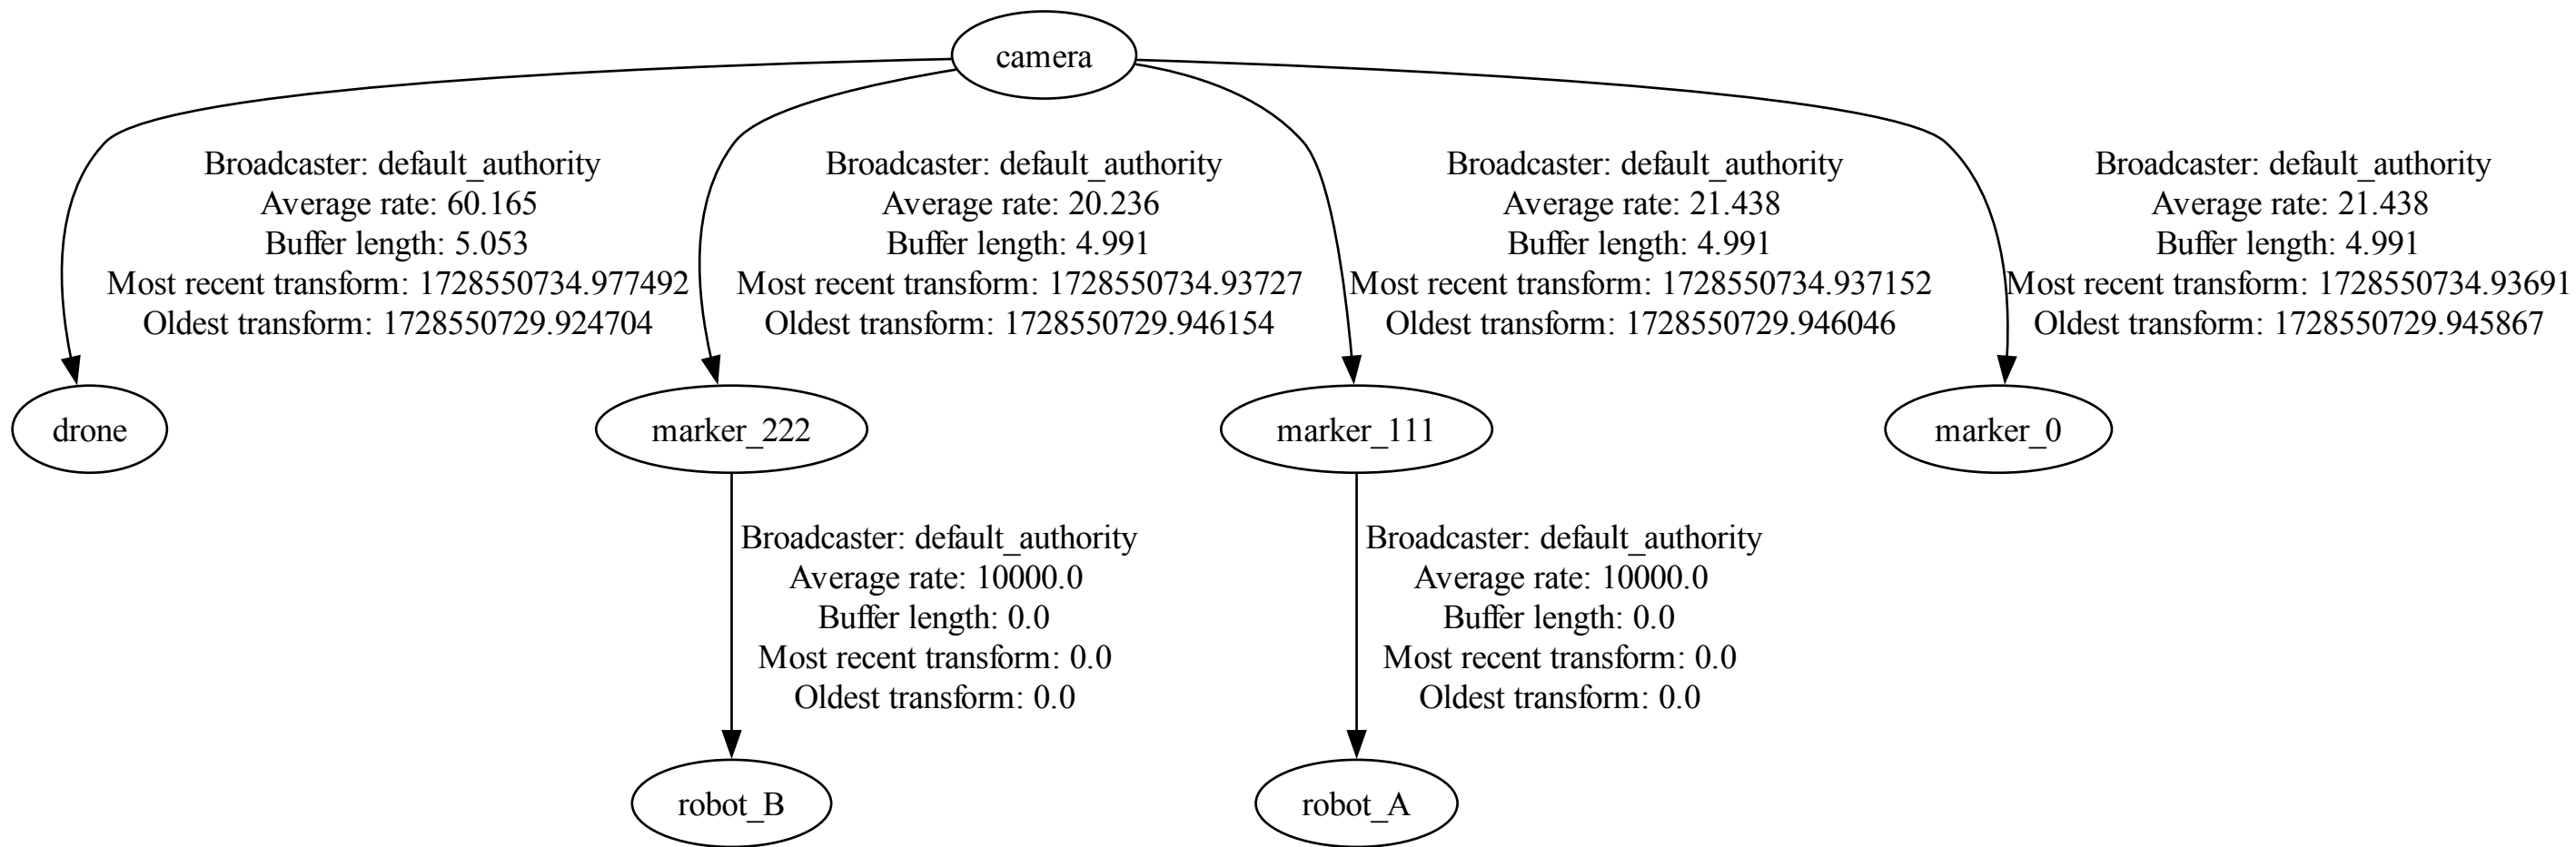 camera
Broadcaster: default_authority
Average rate: 60.165
Buffer length: 5.053
Most recent transform: 1728550734.977492
Oldest transform: 1728550729.924704
Broadcaster: default_authority
Average rate: 20.236
Buffer length: 4.991
Most recent transform: 1728550734.93727
Oldest transform: 1728550729.946154
Broadcaster: default_authority
Average rate: 21.438
Buffer length: 4.991
Most recent transform: 1728550734.937152
Oldest transform: 1728550729.946046
Broadcaster: default_authority
Average rate: 21.438
Buffer length: 4.991
Most recent transform: 1728550734.93691
Oldest transform: 1728550729.945867
drone
marker_222
marker_111
marker_0
Broadcaster: default_authority
Average rate: 10000.0
Buffer length: 0.0
Most recent transform: 0.0
Oldest transform: 0.0
Broadcaster: default_authority
Average rate: 10000.0
Buffer length: 0.0
Most recent transform: 0.0
Oldest transform: 0.0
robot_B
robot_A